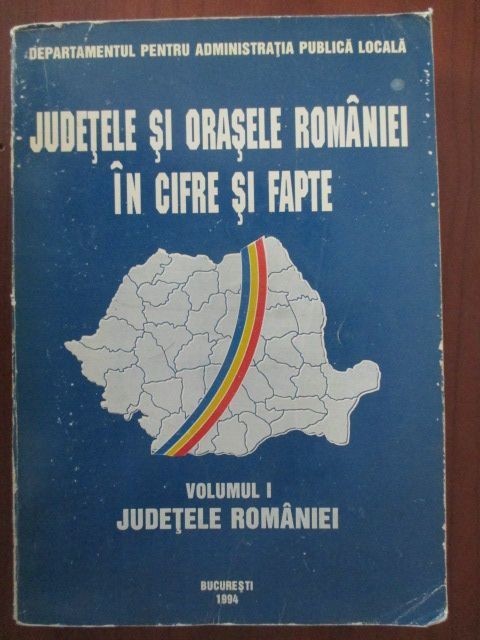 DEPARTAMENTUL PENTRU ADMINISTRAȚIA PUBLICĂ LOCALĂ
JUDEȚELE ȘI ORAȘELE ROMÂNIEI
ÎN CIFRE ȘI FAPTE
VOLUMUL I
JUDEȚELE ROMÂNIEI
BUCUREȘTI
1994